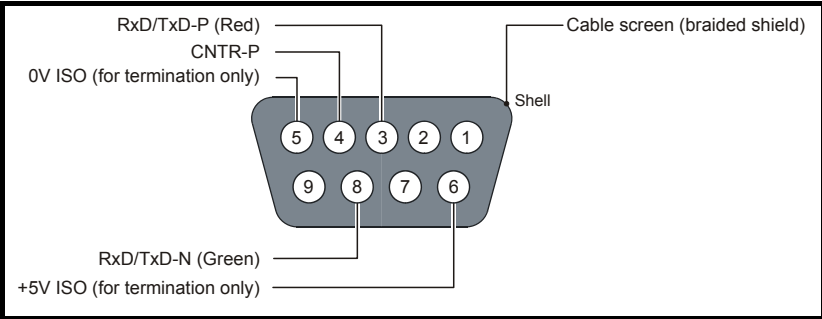 RxD/TxD-P (Red)
Cable screen (braided shield)
CNTR-P
0V ISO (for termination only)
Shell
5 4 3 2 1
9 8 7 6
RxD/TxD-N (Green)
+5V ISO (for termination only)